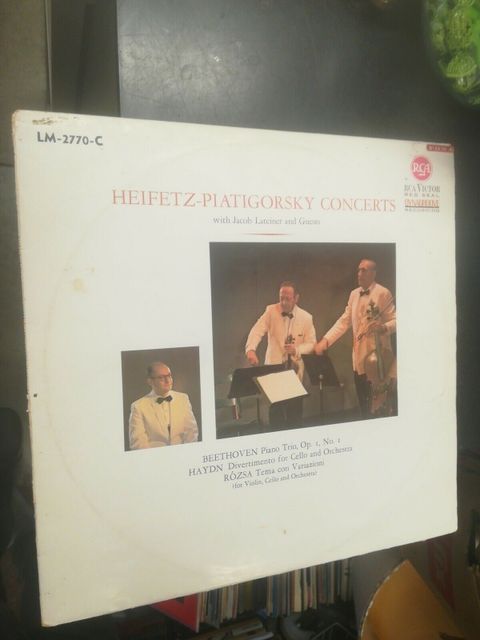 LM-2770-C
RCA
RCA VICTOR
RED SEAL
DYNAGROOVE
RECORDING
HEIFETZ-PIATIGORSKY CONCERTS
with Jacob Lateiner and Guests
BEETHOVEN Piano Trio, Op. 1, No. 1
HAYDN Divertimento for Cello and Orchestra
RÓZSA Tema con Variazioni
(for Violin, Cello and Orchestra)